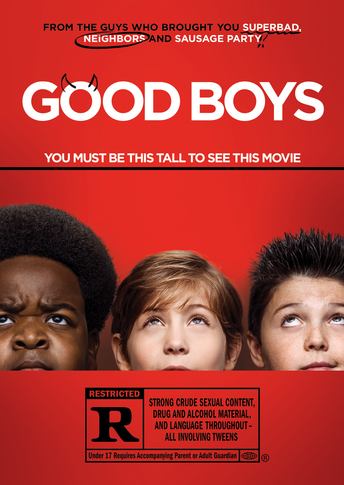 FROM THE GUYS WHO BROUGHT YOU SUPERBAD,
NEIGHBORS AND SAUSAGE PARTY
GOOD BOYS
YOU MUST BE THIS TALL TO SEE THIS MOVIE
RESTRICTED
R
STRONG CRUDE SEXUAL CONTENT,
DRUG AND ALCOHOL MATERIAL,
AND LANGUAGE THROUGHOUT–
ALL INVOLVING TWEENS
Under 17 Requires Accompanying Parent or Adult Guardian ®